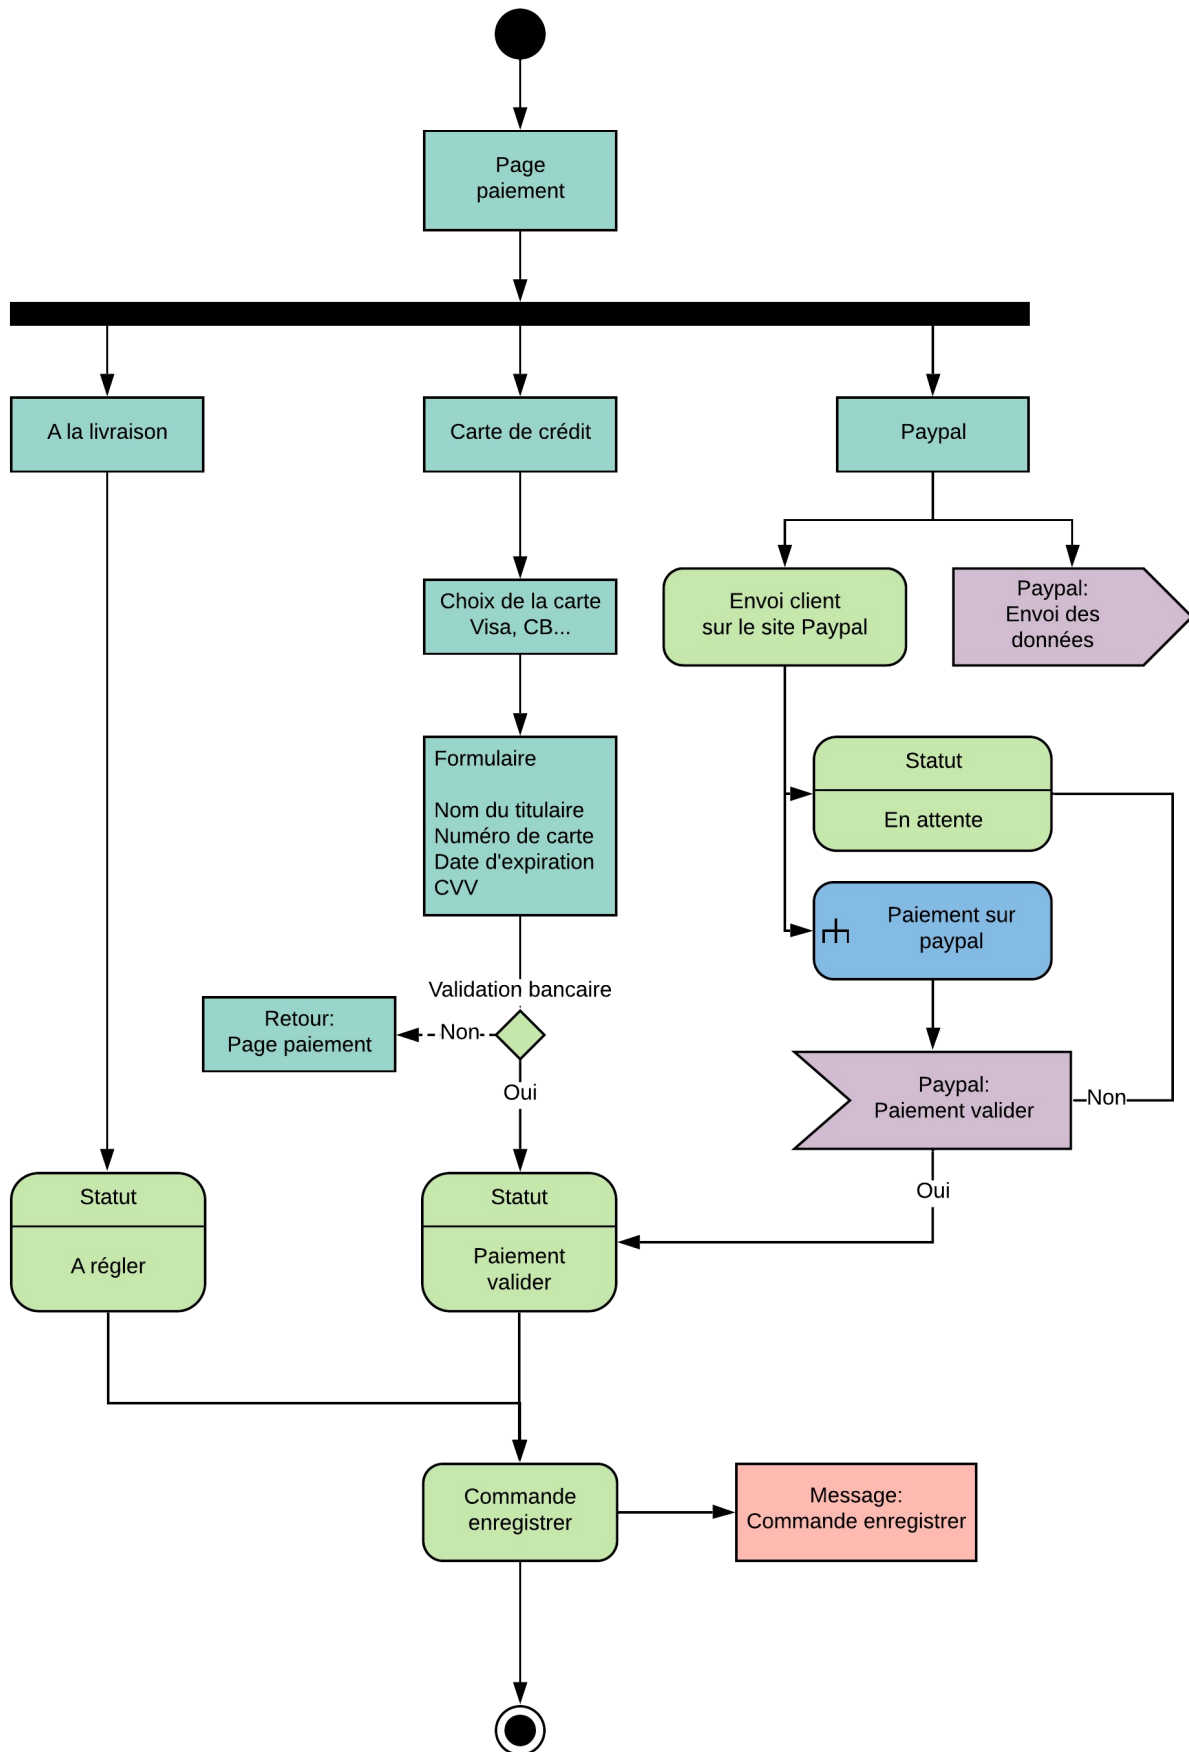 Page
paiement
A la livraison
Carte de crédit
Paypal
Choix de la carte
Visa, CB...
Envoi client
sur le site Paypal
Paypal:
Envoi des
données
Formulaire
Nom du titulaire
Numéro de carte
Date d'expiration
CVV
Statut
En attente
Paiement sur
paypal
Validation bancaire
Retour:
Page paiement
Non
Oui
Paypal:
Paiement valider
Non
Oui
Statut
A régler
Statut
Paiement
valider
Commande
enregistrer
Message:
Commande enregistrer